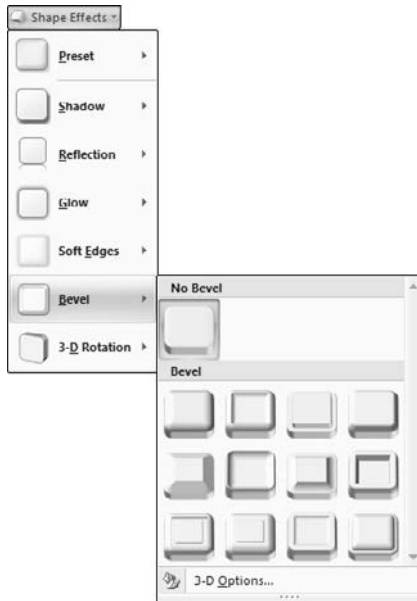 Shape Effects
Preset
Shadow
Reflection
Glow
Soft Edges
Bevel
3-D Rotation
No Bevel
Bevel
3-D Options...